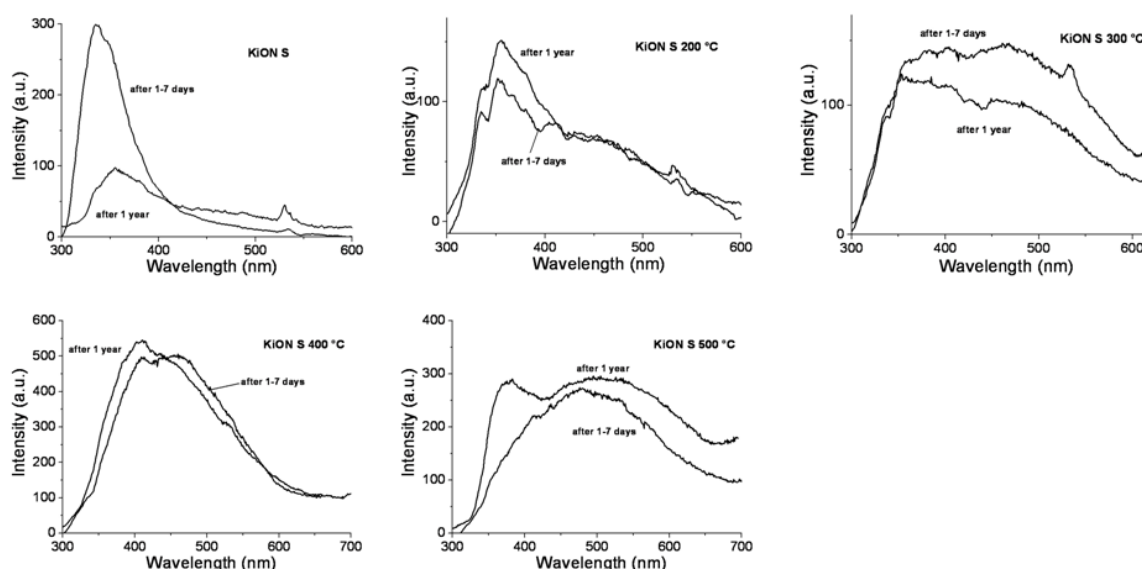 KiON S
Intensity (a.u.)
300
200
100
0
after 1-7 days
after 1 year
300 400 500 600
Wavelength (nm)
KiON S 200 °C
Intensity (a.u.)
100
0
after 1 year
after 1-7 days
300 400 500 600
Wavelength (nm)
KiON S 300 °C
Intensity (a.u.)
100
0
after 1-7 days
after 1 year
300 400 500 600
Wavelength (nm)
KiON S 400 °C
Intensity (a.u.)
600
500
400
300
200
100
0
after 1 year
after 1-7 days
300 400 500 600 700
Wavelength (nm)
KiON S 500 °C
Intensity (a.u.)
400
300
200
100
0
after 1 year
after 1-7 days
300 400 500 600 700
Wavelength (nm)